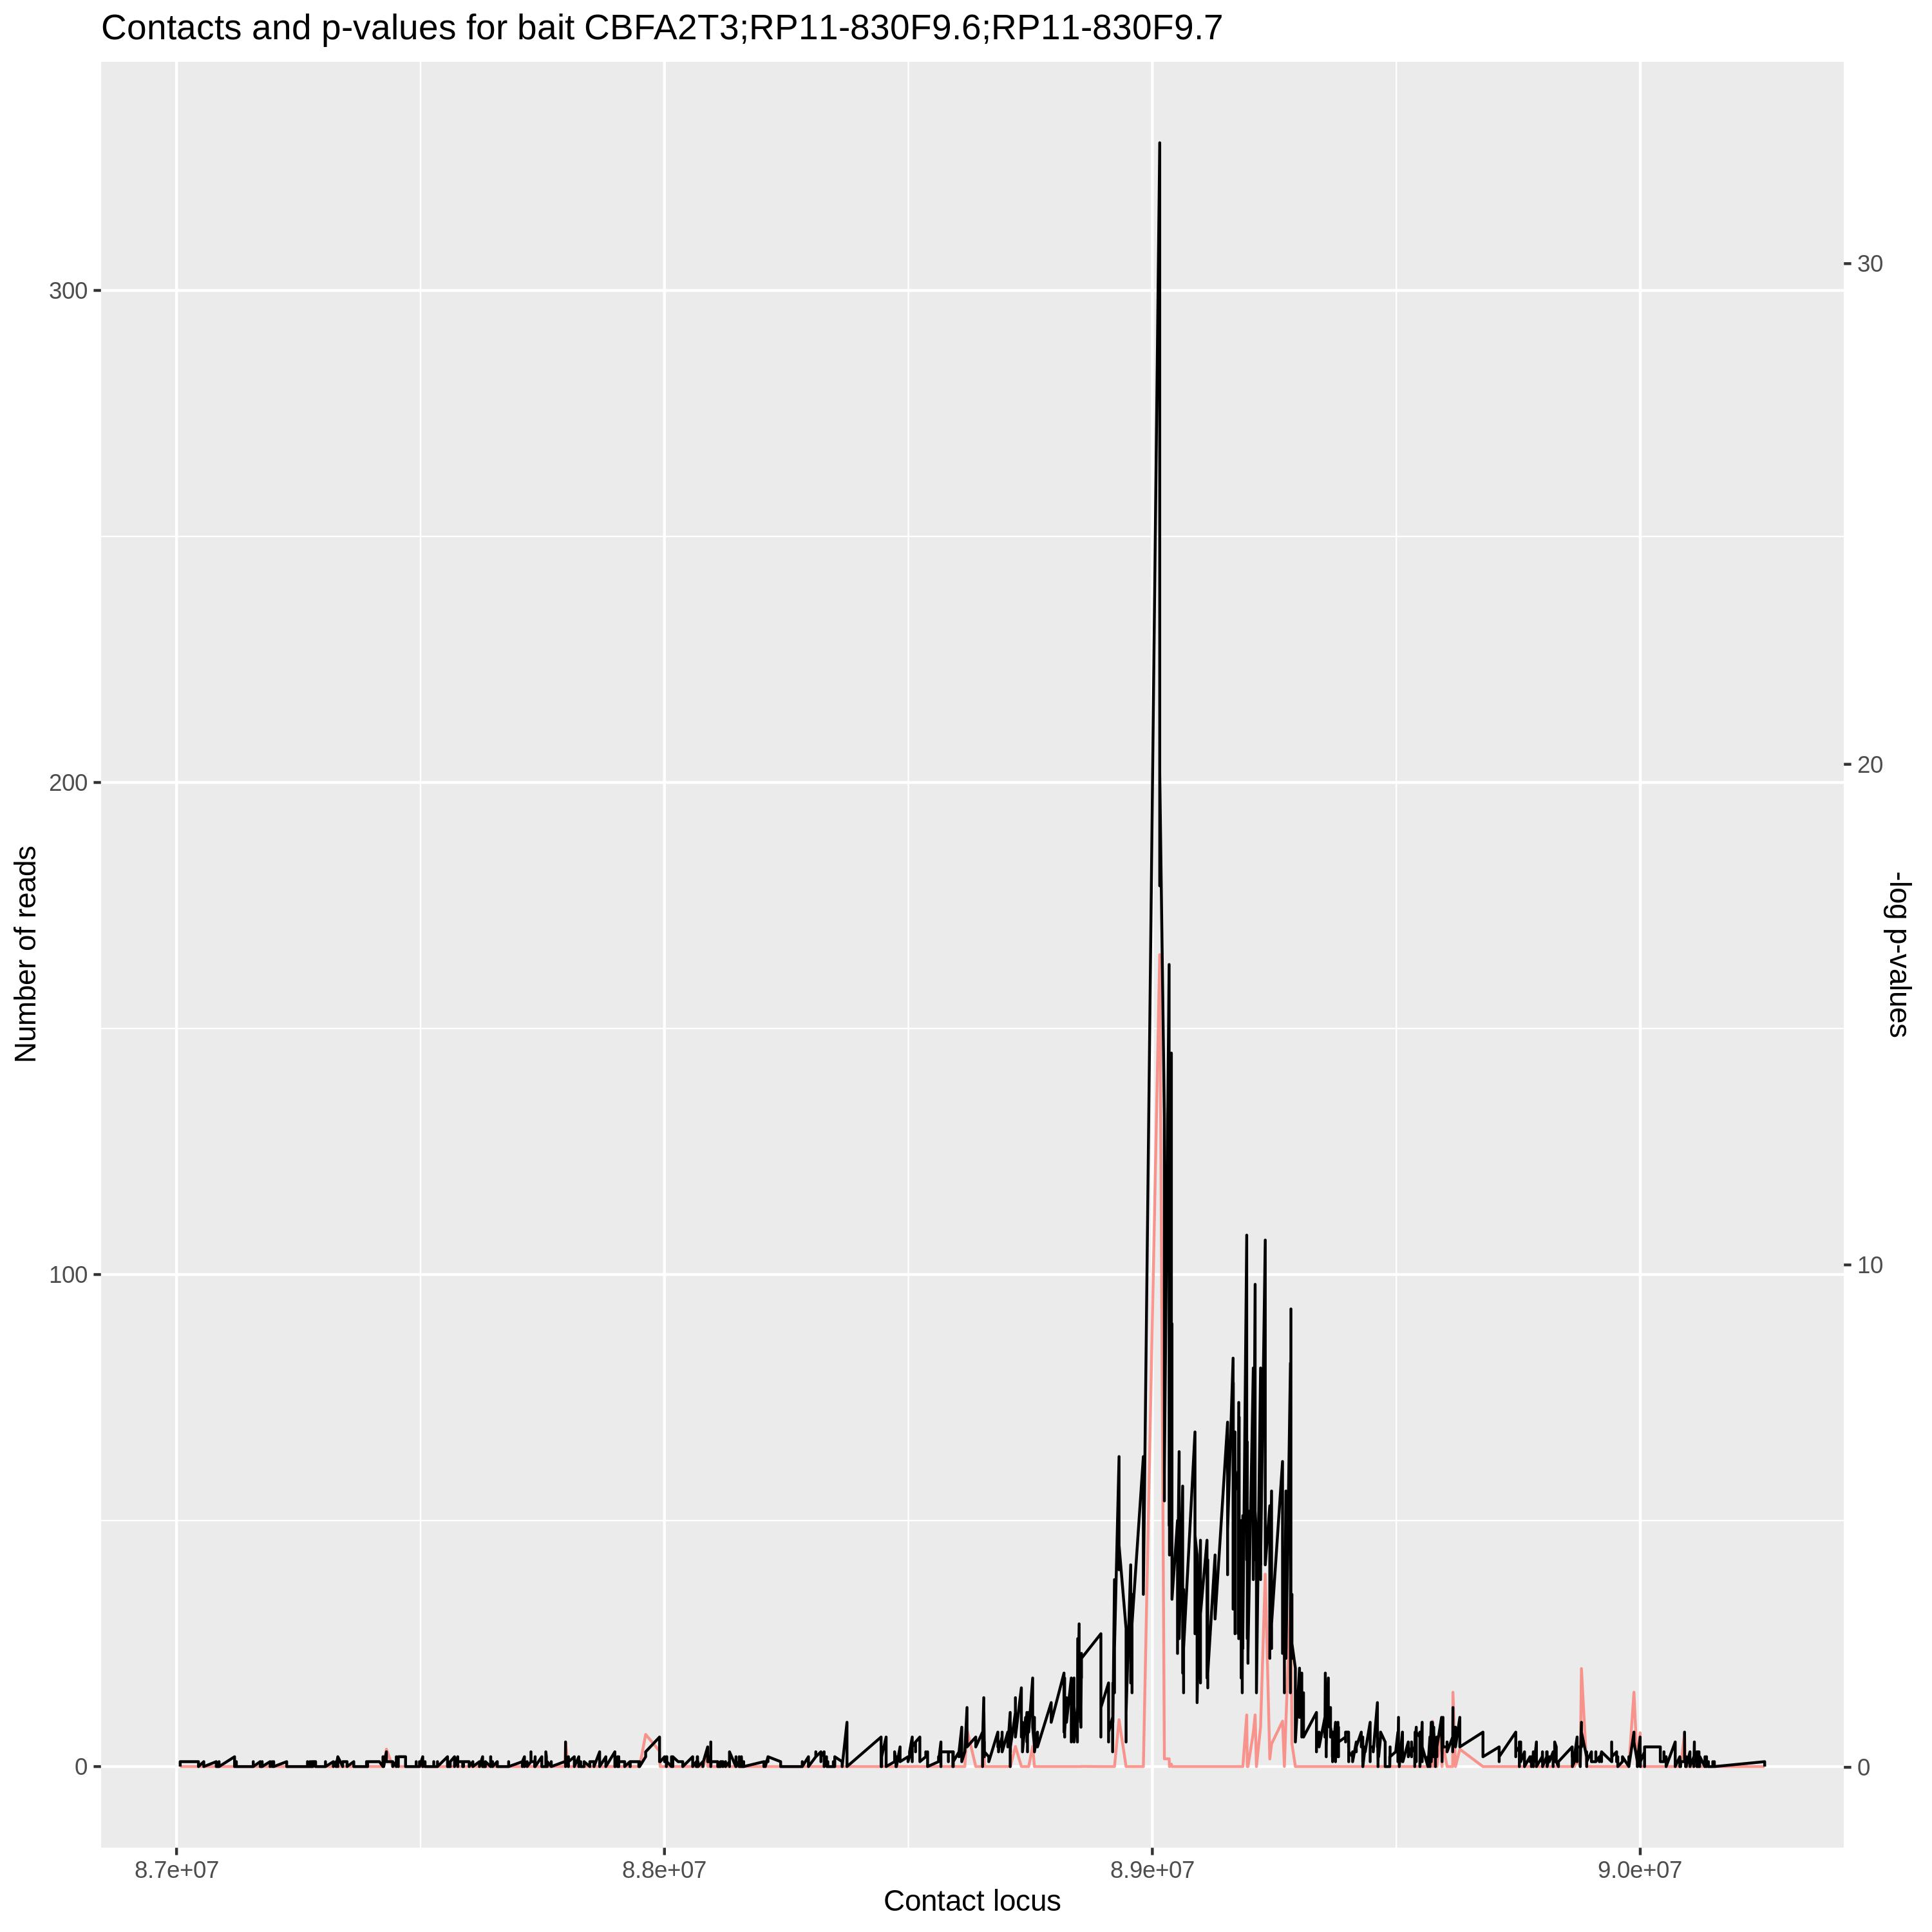 Contacts and p-values for bait CBFA2T3;RP11-830F9.6;RP11-830F9.7
300
200
100
0
30
20
10
0
Number of reads
-log p-values
8.7e+07 8.8e+07 8.9e+07 9.0e+07
Contact locus